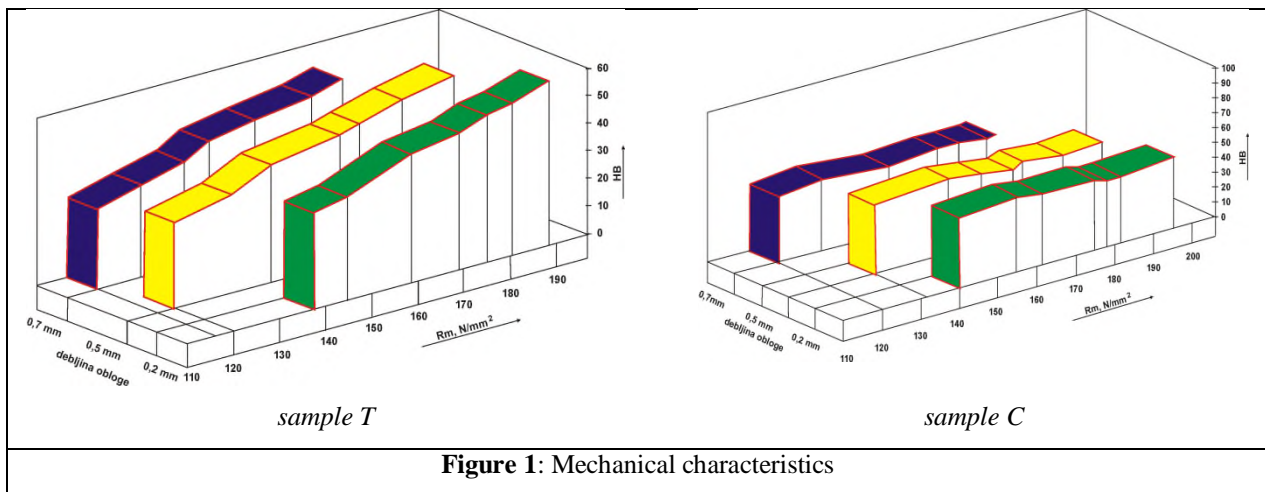 60
50
40
30
20
10
0
HB
0,7 mm
0,5 mm
0,2 mm
debljina obloge
110
120
130
140
150
160
170
180
190
Rm, N/mm²
sample T
100
90
80
70
60
50
40
30
20
10
0
HB
0,7mm
0,5 mm
0,2 mm
debljina obloge
110
120
130
140
150
160
170
180
190
200
Rm, N/mm²
sample C
Figure 1: Mechanical characteristics